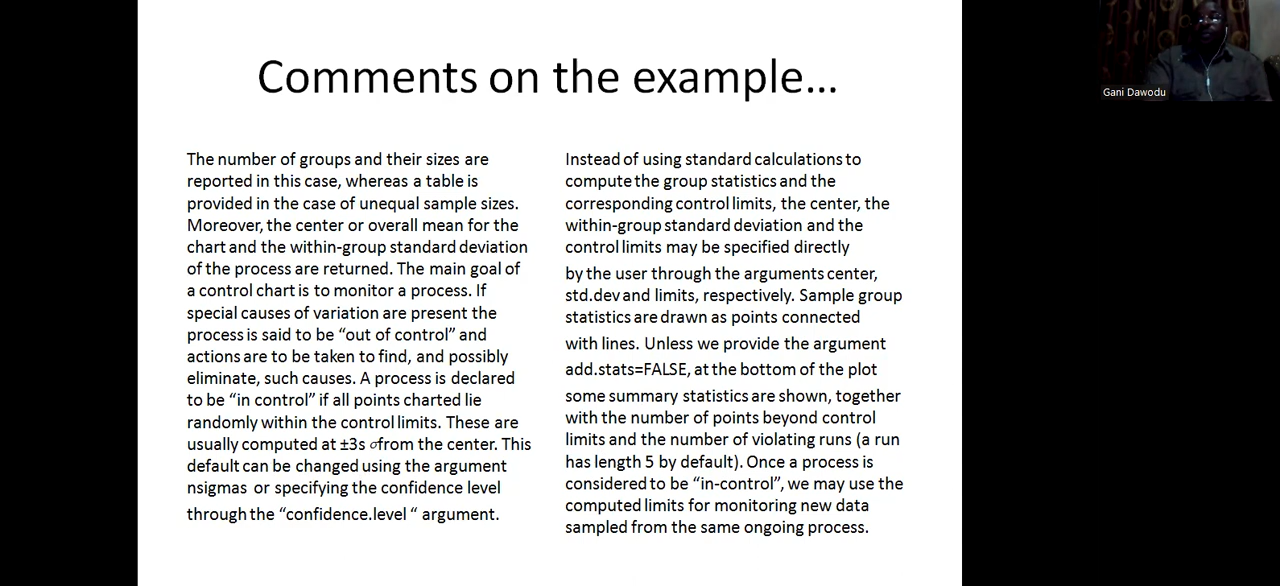 Comments on the example...
The number of groups and their sizes are
reported in this case, whereas a table is
provided in the case of unequal sample sizes.
Moreover, the center or overall mean for the
chart and the within-group standard deviation
of the process are returned. The main goal of
a control chart is to monitor a process. If
special causes of variation are present the
process is said to be “out of control” and
actions are to be taken to find, and possibly
eliminate, such causes. A process is declared
to be “in control” if all points charted lie
randomly within the control limits. These are
usually computed at ±3s σfrom the center. This
default can be changed using the argument
nsigmas or specifying the confidence level
through the “confidence.level “ argument.
Instead of using standard calculations to
compute the group statistics and the
corresponding control limits, the center, the
within-group standard deviation and the
control limits may be specified directly
by the user through the arguments center,
std.dev and limits, respectively. Sample group
statistics are drawn as points connected
with lines. Unless we provide the argument
add.stats=FALSE, at the bottom of the plot
some summary statistics are shown, together
with the number of points beyond control
limits and the number of violating runs (a run
has length 5 by default). Once a process is
considered to be “in-control”, we may use the
computed limits for monitoring new data
sampled from the same ongoing process.
Gani Dawodu